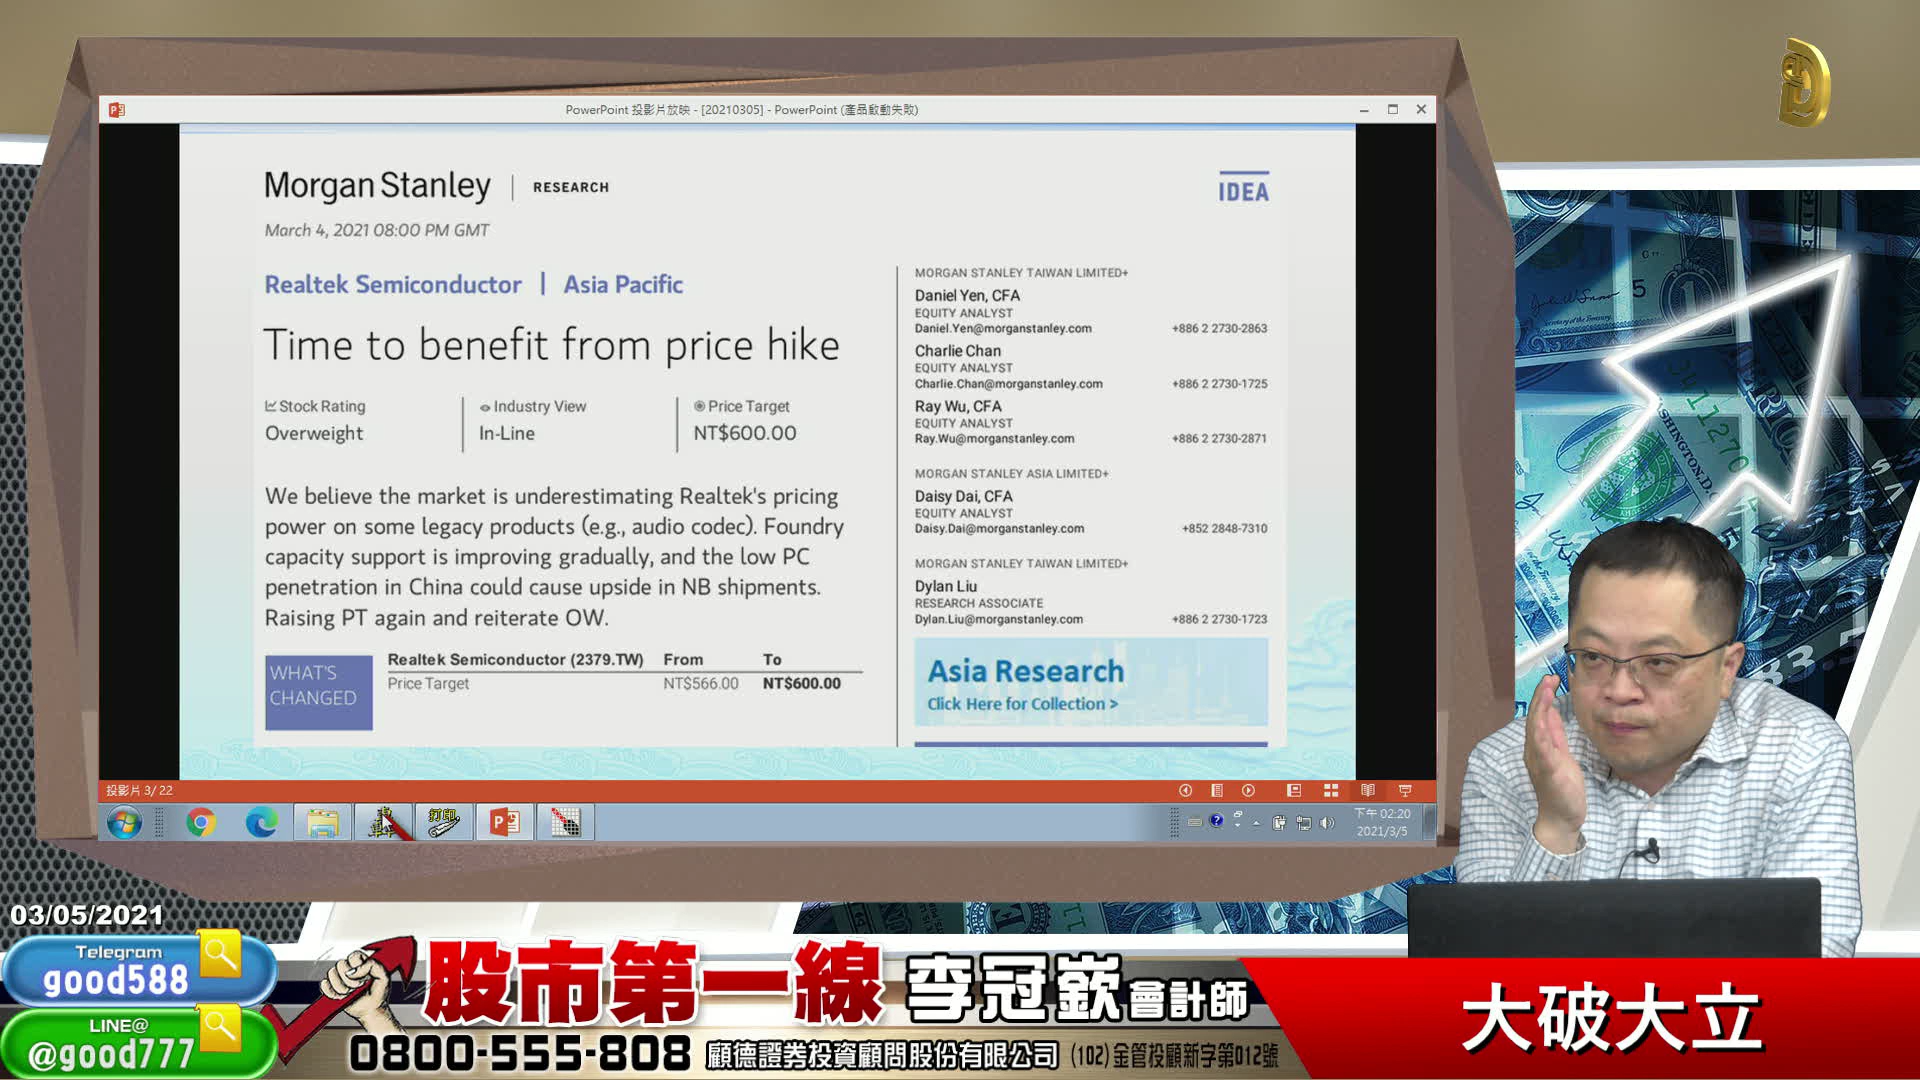 PowerPoint 投影片放映 - [20210305] - PowerPoint (產品啟動失敗)
Morgan Stanley | RESEARCH
IDEA
March 4, 2021 08:00 PM GMT
Realtek Semiconductor | Asia Pacific
Time to benefit from price hike
Stock Rating
Overweight
Industry View
In-Line
Price Target
NT$600.00
We believe the market is underestimating Realtek's pricing
power on some legacy products (e.g., audio codec). Foundry
capacity support is improving gradually, and the low PC
penetration in China could cause upside in NB shipments.
Raising PT again and reiterate OW.
WHAT'S
CHANGED
Realtek Semiconductor (2379.TW) From To
Price Target NT$566.00 NT$600.00
MORGAN STANLEY TAIWAN LIMITED+
Daniel Yen, CFA
EQUITY ANALYST
Daniel.Yen@morganstanley.com +886 2 2730-2863
Charlie Chan
EQUITY ANALYST
Charlie.Chan@morganstanley.com +886 2 2730-1725
Ray Wu, CFA
EQUITY ANALYST
Ray.Wu@morganstanley.com +886 2 2730-2871
MORGAN STANLEY ASIA LIMITED+
Daisy Dai, CFA
EQUITY ANALYST
Daisy.Dai@morganstanley.com +852 2848-7310
MORGAN STANLEY TAIWAN LIMITED+
Dylan Liu
RESEARCH ASSOCIATE
Dylan.Liu@morganstanley.com +886 2 2730-1723
Asia Research
Click Here for Collection >
投影片 3/22
打印
下午 02:20
2021/3/5
03/05/2021
Telegram
good588
LINE@
@good777
股市第一線 李冠嶔 會計師
0800-555-808 顧德證券投資顧問股份有限公司 (102)金管投顧新字第012號
大破大立